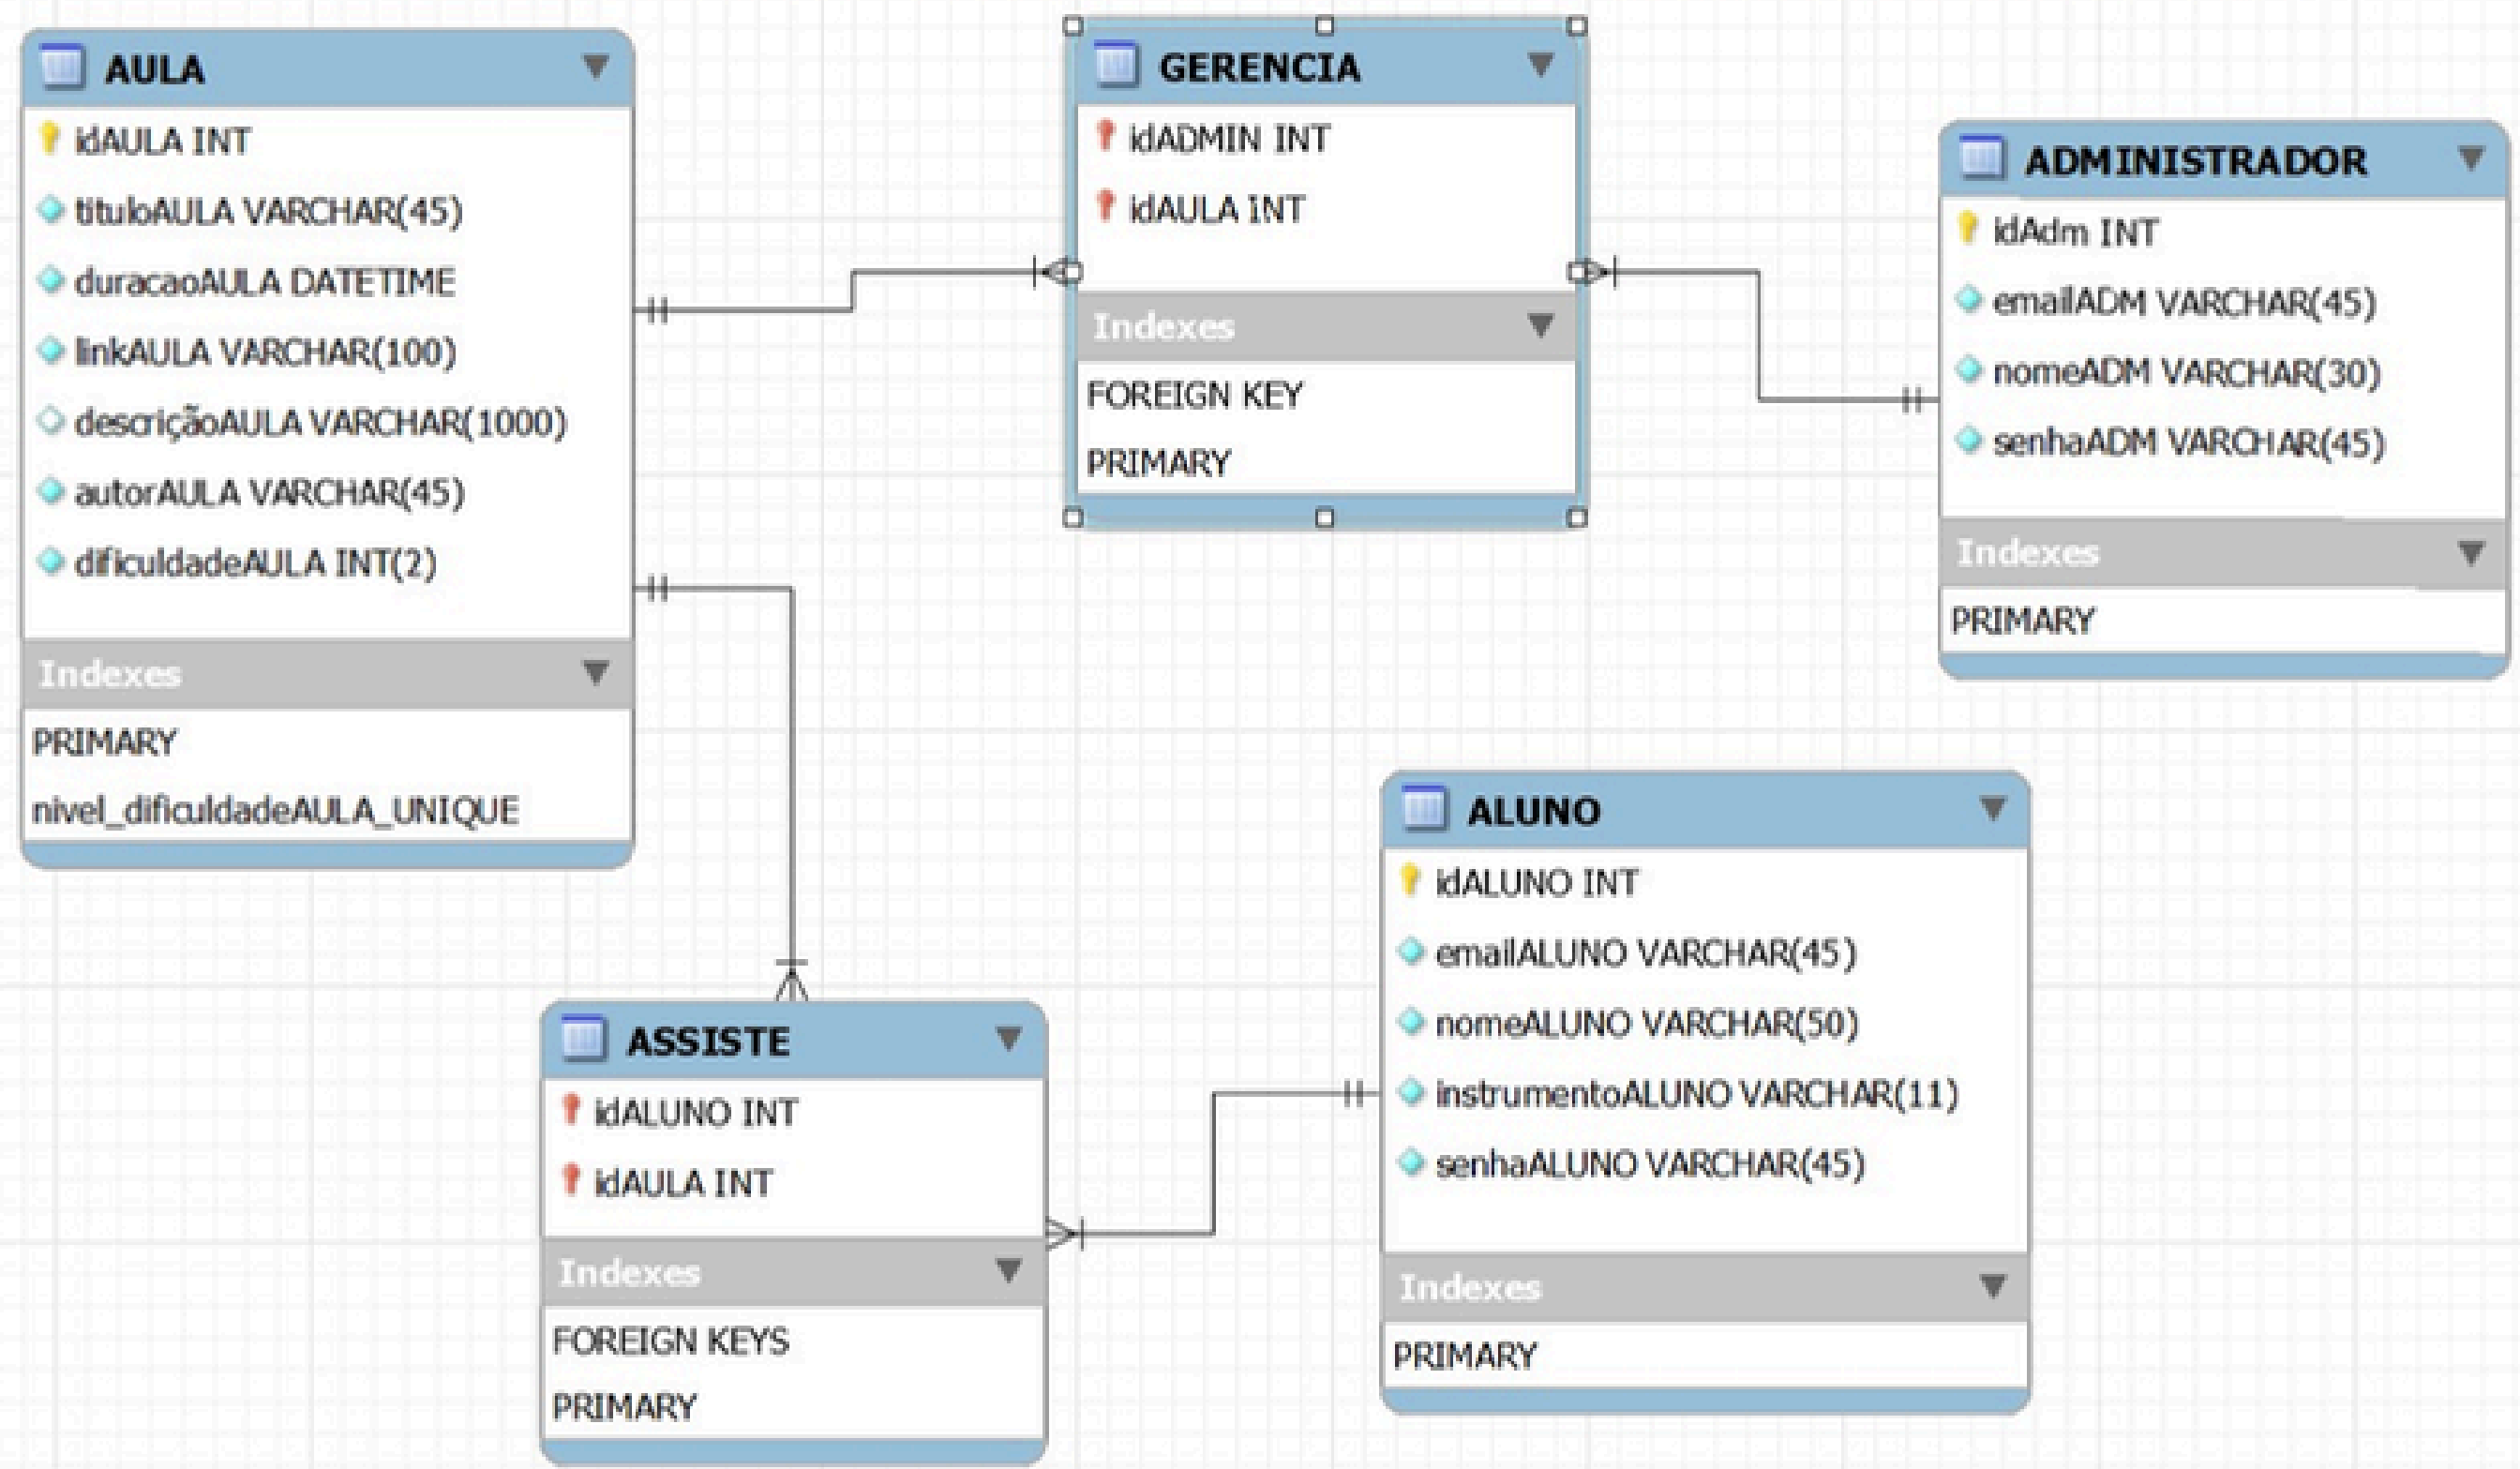 AULA
idAULA INT
tituloAULA VARCHAR(45)
duracaoAULA DATETIME
linkAULA VARCHAR(100)
descriçãoAULA VARCHAR(1000)
autorAULA VARCHAR(45)
dificuldadeAULA INT(2)
Indexes
PRIMARY
nivel_dificuldadeAULA_UNIQUE
GERENCIA
idADMIN INT
idAULA INT
Indexes
FOREIGN KEY
PRIMARY
ADMINISTRADOR
idAdm INT
emailADM VARCHAR(45)
nomeADM VARCHAR(30)
senhaADM VARCHAR(45)
Indexes
PRIMARY
ASSISTE
idALUNO INT
idAULA INT
Indexes
FOREIGN KEYS
PRIMARY
ALUNO
idALUNO INT
emailALUNO VARCHAR(45)
nomeALUNO VARCHAR(50)
instrumentoALUNO VARCHAR(11)
senhaALUNO VARCHAR(45)
Indexes
PRIMARY